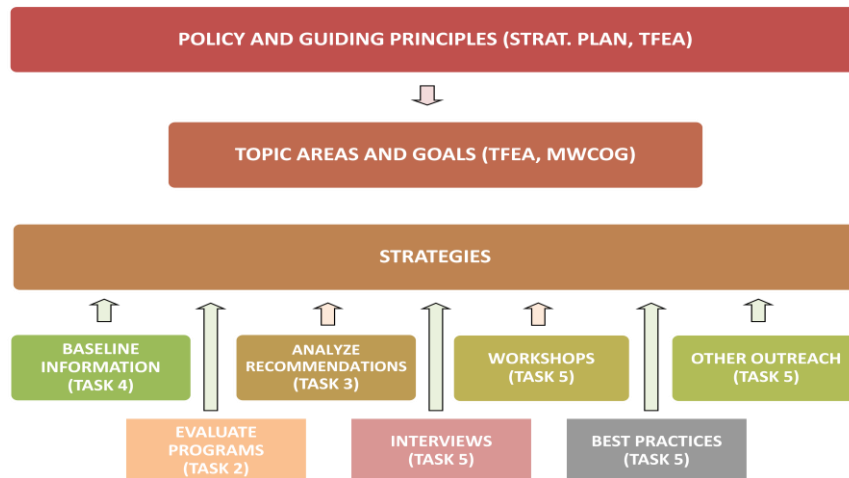 POLICY AND GUIDING PRINCIPLES (STRAT. PLAN, TFEA)
TOPIC AREAS AND GOALS (TFEA, MWCOG)
STRATEGIES
BASELINE
INFORMATION
(TASK 4)
ANALYZE
RECOMMENDATIONS
(TASK 3)
WORKSHOPS
(TASK 5)
OTHER OUTREACH
(TASK 5)
EVALUATE
PROGRAMS
(TASK 2)
INTERVIEWS
(TASK 5)
BEST PRACTICES
(TASK 5)